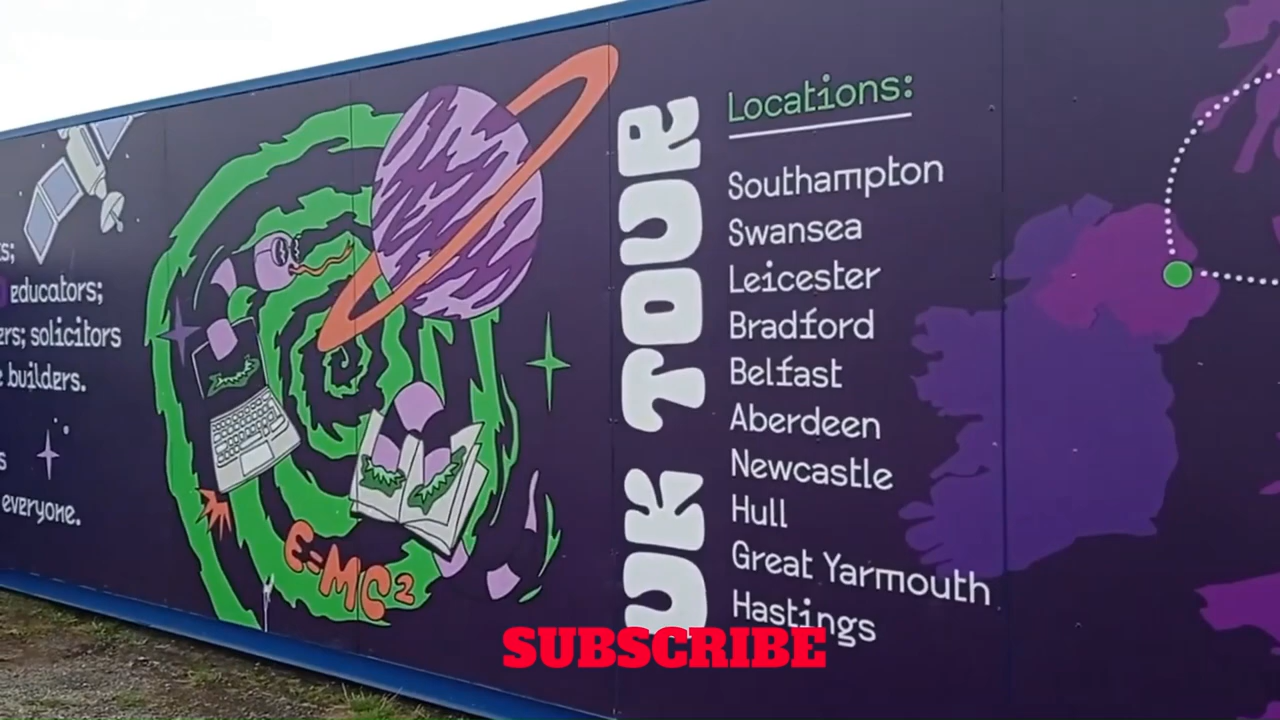 educators;
solicitors
builders.
everyone.
E=MC²
UK TOUR
Locations:
Southampton
Swansea
Leicester
Bradford
Belfast
Aberdeen
Newcastle
Hull
Great Yarmouth
Hastings
SUBSCRIBE